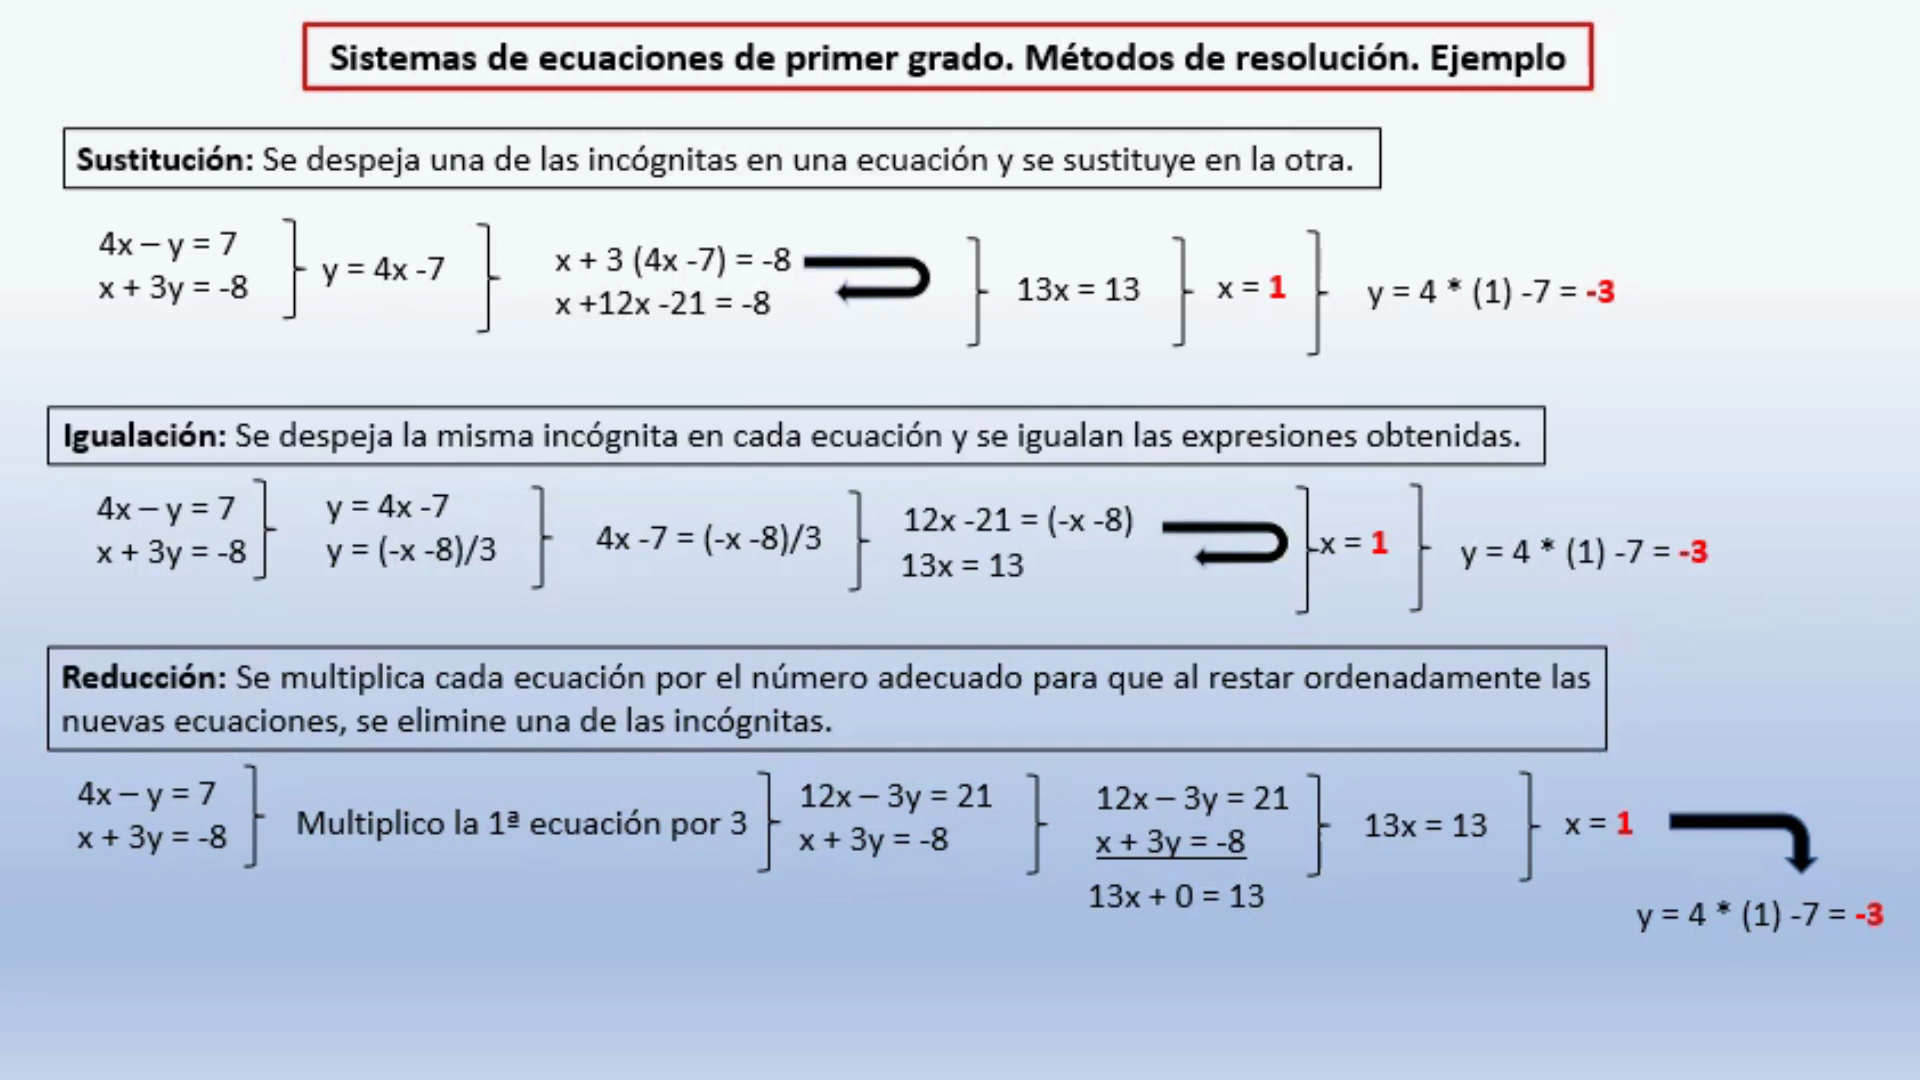 Sistemas de ecuaciones de primer grado. Métodos de resolución. Ejemplo
Sustitución: Se despeja una de las incógnitas en una ecuación y se sustituye en la otra.
4x – y = 7
x + 3y = -8
y = 4x -7
x + 3 (4x -7) = -8
x +12x -21 = -8
13x = 13
x = 1
y = 4 * (1) -7 = -3
Igualación: Se despeja la misma incógnita en cada ecuación y se igualan las expresiones obtenidas.
4x – y = 7
x + 3y = -8
y = 4x -7
y = (-x -8)/3
4x -7 = (-x -8)/3
12x -21 = (-x -8)
13x = 13
x = 1
y = 4 * (1) -7 = -3
Reducción: Se multiplica cada ecuación por el número adecuado para que al restar ordenadamente las
nuevas ecuaciones, se elimine una de las incógnitas.
4x – y = 7
x + 3y = -8
Multiplico la 1ª ecuación por 3
12x – 3y = 21
x + 3y = -8
12x – 3y = 21
x + 3y = -8
13x + 0 = 13
13x = 13
x = 1
y = 4 * (1) -7 = -3